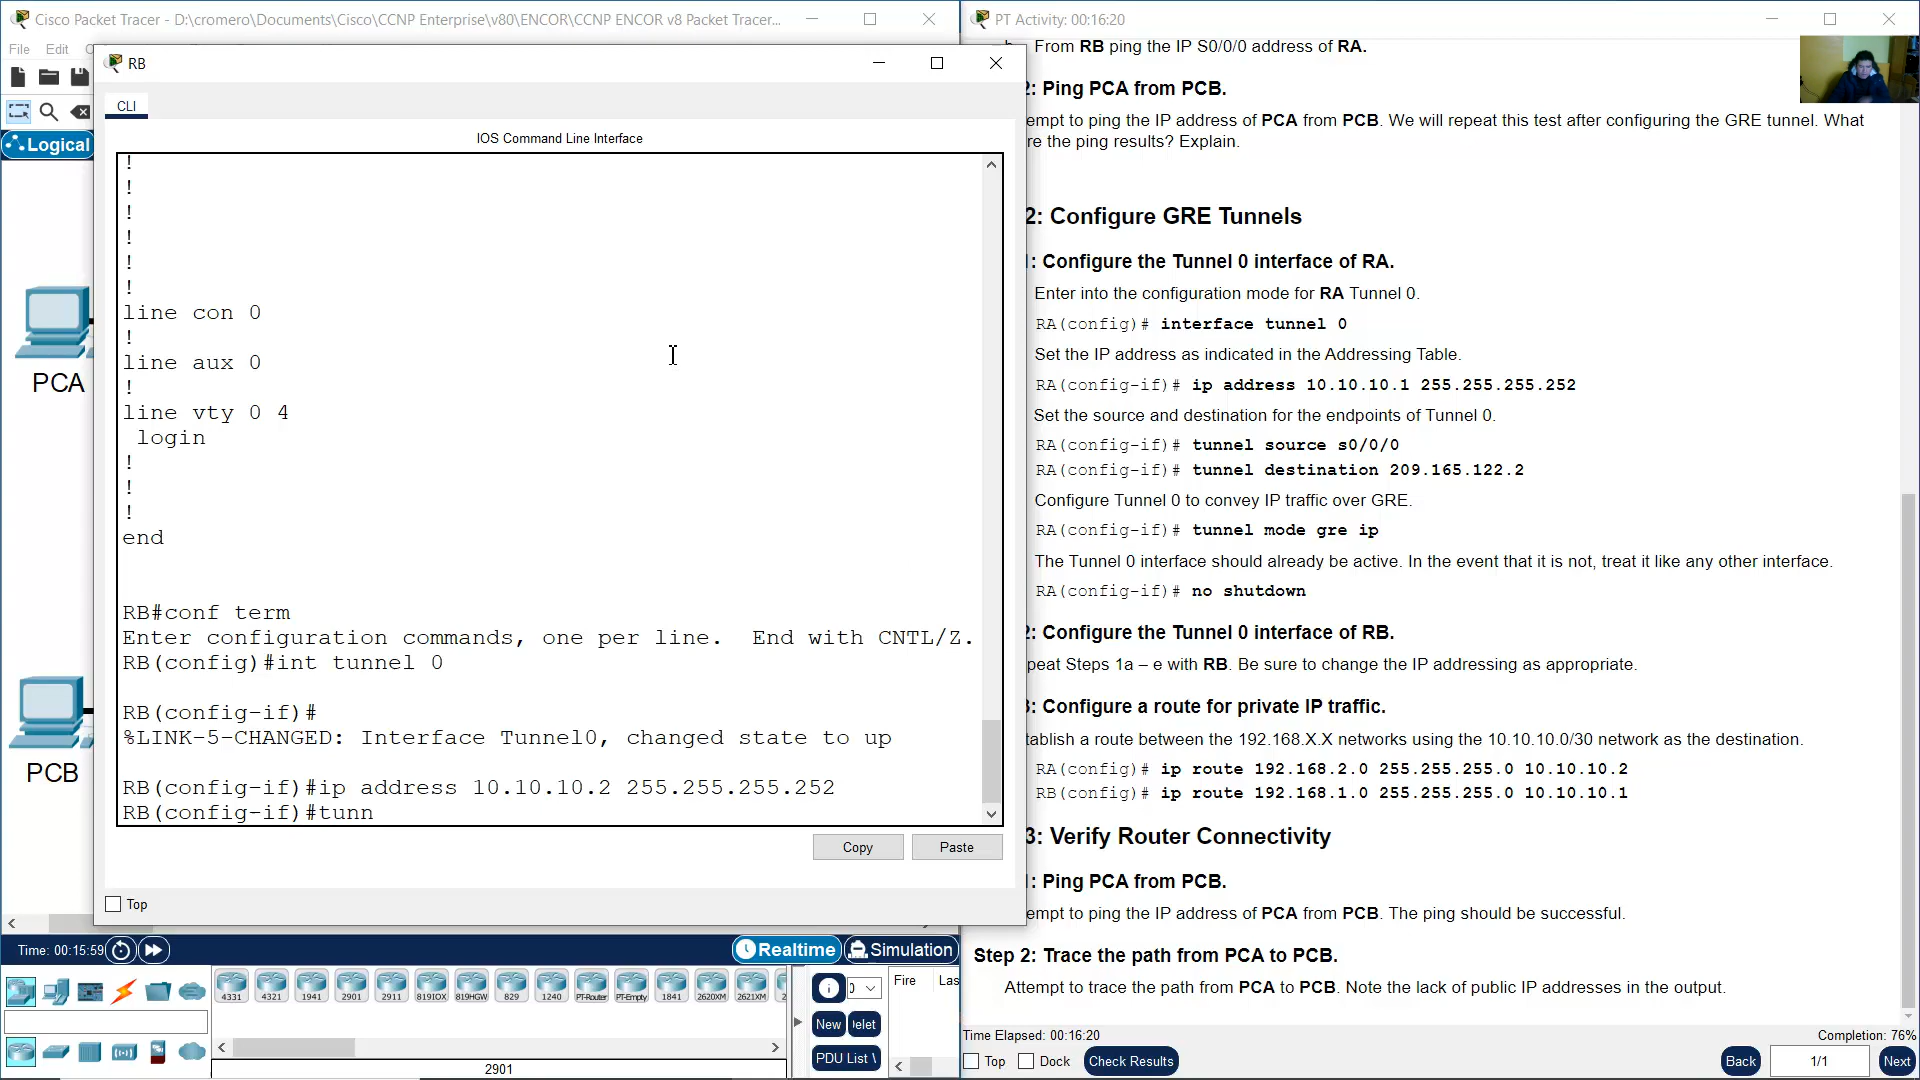 Cisco Packet Tracer - D:\cromero\Documents\Cisco\CCNP Enterprise\v80\ENCOR\CCNP ENCOR v8 Packet Tracer...
File Edit
Logical
PCA
PCB
RB
CLI
IOS Command Line Interface
!
!
!
!
!
!
line con 0
!
line aux 0
!
line vty 0 4
login
!
!
!
end
RB#conf term
Enter configuration commands, one per line. End with CNTL/Z.
RB(config)#int tunnel 0
RB(config-if)#
%LINK-5-CHANGED: Interface Tunnel0, changed state to up
RB(config-if)#ip address 10.10.10.2 255.255.255.252
RB(config-if)#tunn
Copy Paste
Top
Time: 00:15:59
Realtime Simulation
4331 4321 1941 2901 2911 819IOX 819HGW 829 1240 PT-Router PT-Empty 1841 2620XM 2621XM
2901
Fire Las
New elet
PDU List
PT Activity: 00:16:20
From RB ping the IP S0/0/0 address of RA.
2: Ping PCA from PCB.
empt to ping the IP address of PCA from PCB. We will repeat this test after configuring the GRE tunnel. What
re the ping results? Explain.
2: Configure GRE Tunnels
: Configure the Tunnel 0 interface of RA.
Enter into the configuration mode for RA Tunnel 0.
RA(config)# interface tunnel 0
Set the IP address as indicated in the Addressing Table.
RA(config-if)# ip address 10.10.10.1 255.255.255.252
Set the source and destination for the endpoints of Tunnel 0.
RA(config-if)# tunnel source s0/0/0
RA(config-if)# tunnel destination 209.165.122.2
Configure Tunnel 0 to convey IP traffic over GRE.
RA(config-if)# tunnel mode gre ip
The Tunnel 0 interface should already be active. In the event that it is not, treat it like any other interface.
RA(config-if)# no shutdown
2: Configure the Tunnel 0 interface of RB.
peat Steps 1a – e with RB. Be sure to change the IP addressing as appropriate.
3: Configure a route for private IP traffic.
tablish a route between the 192.168.X.X networks using the 10.10.10.0/30 network as the destination.
RA(config)# ip route 192.168.2.0 255.255.255.0 10.10.10.2
RB(config)# ip route 192.168.1.0 255.255.255.0 10.10.10.1
3: Verify Router Connectivity
: Ping PCA from PCB.
empt to ping the IP address of PCA from PCB. The ping should be successful.
Step 2: Trace the path from PCA to PCB.
Attempt to trace the path from PCA to PCB. Note the lack of public IP addresses in the output.
Time Elapsed: 00:16:20 Completion: 76%
Top Dock Check Results Back 1/1 Next